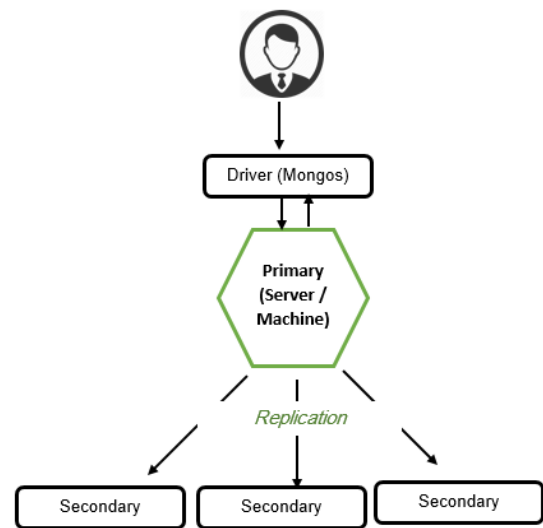 Driver (Mongos)
Primary
(Server /
Machine)
Replication
Secondary
Secondary
Secondary